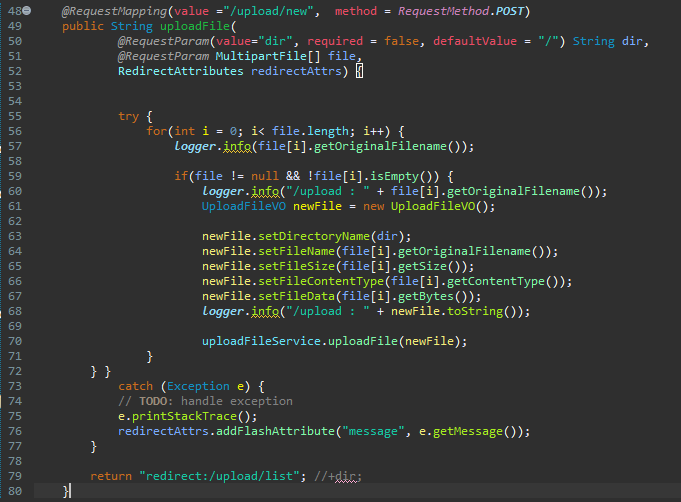 48 @RequestMapping(value ="/upload/new",  method = RequestMethod.POST)
49 public String uploadFile(
50         @RequestParam(value="dir", required = false, defaultValue = "/") String dir,
51         @RequestParam MultipartFile[] file,
52         RedirectAttributes redirectAttrs) {
53
54
55         try {
56             for(int i = 0; i< file.length; i++) {
57                 logger.info(file[i].getOriginalFilename());
58
59                 if(file != null && !file[i].isEmpty()) {
60                     logger.info("/upload : " + file[i].getOriginalFilename());
61                     UploadFileVO newFile = new UploadFileVO();
62
63                     newFile.setDirectoryName(dir);
64                     newFile.setFileName(file[i].getOriginalFilename());
65                     newFile.setFileSize(file[i].getSize());
66                     newFile.setFileContentType(file[i].getContentType());
67                     newFile.setFileData(file[i].getBytes());
68                     logger.info("/upload : " + newFile.toString());
69
70                     uploadFileService.uploadFile(newFile);
71             }
72     } }
73         catch (Exception e) {
74         // TODO: handle exception
75         e.printStackTrace();
76         redirectAttrs.addFlashAttribute("message", e.getMessage());
77     }
78
79     return "redirect:/upload/list"; //+dir;
80 }